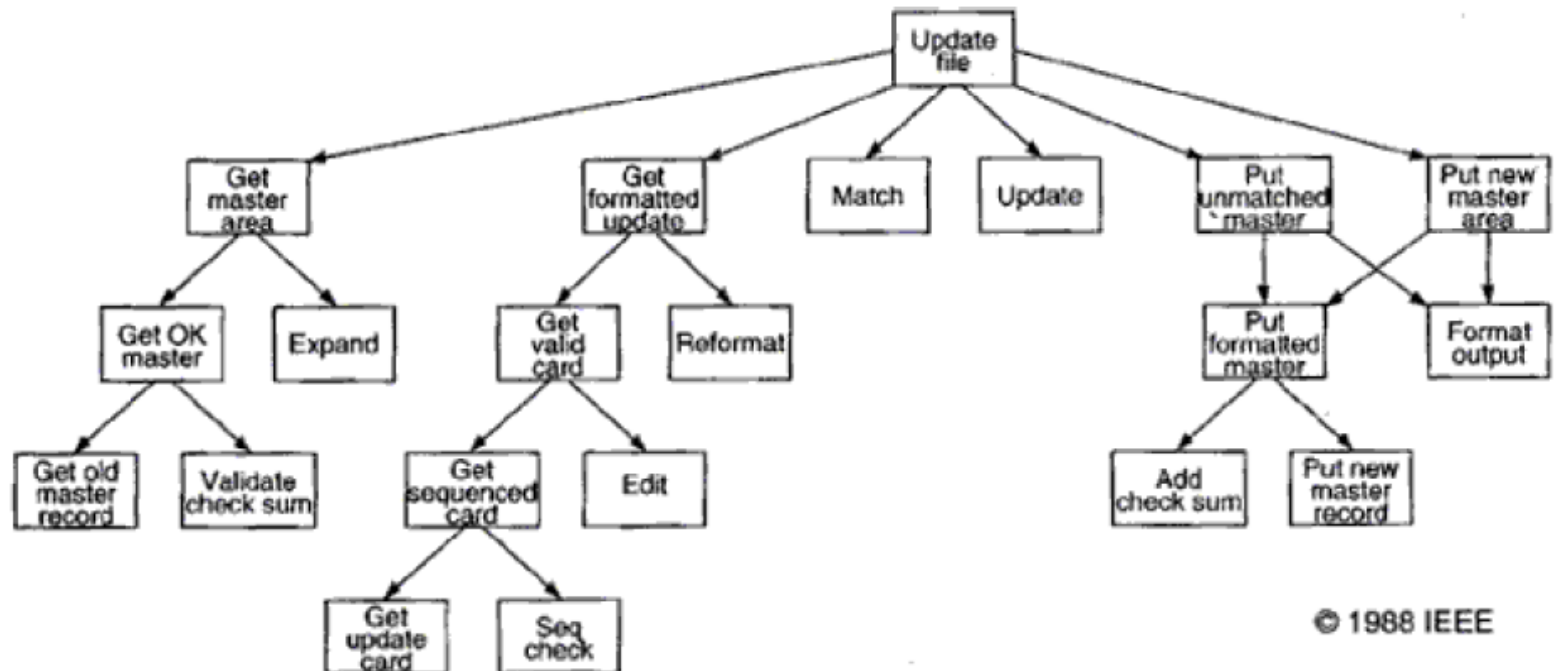 Update
file
Get
master
area
Get
formatted
update
Match
Update
Put
unmatched
master
Put new
master
area
Get OK
master
Expand
Get
valid
card
Reformat
Put
formatted
master
Format
output
Get old
master
record
Validate
check sum
Get
sequenced
card
Edit
Add
check sum
Put new
master
record
Get
update
card
Seq
check
© 1988 IEEE